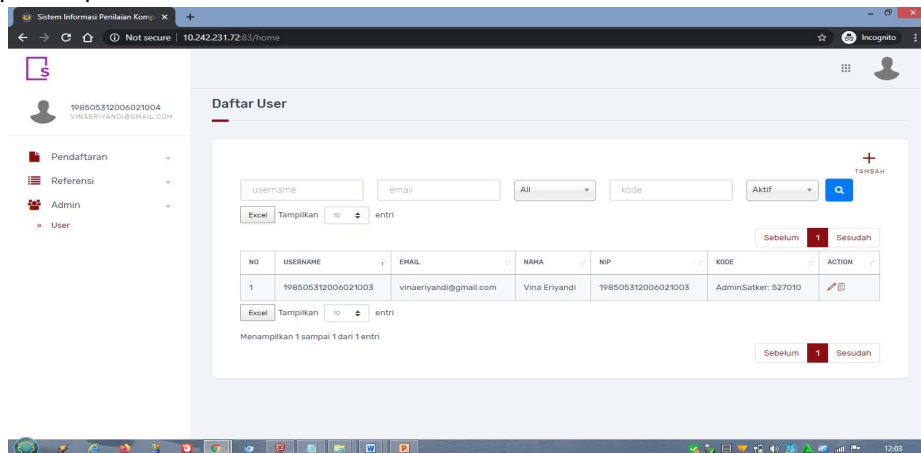 Sistem Informasi Penilaian Komp
Not secure 10.242.231.72:83/home Incognito
S
198505312006021004
VINAERIYANDI@GMAIL.COM
Daftar User
Pendaftaran
Referensi
Admin
User
TAMBAH
username email All kode Aktif
Excel Tampilkan 10 entri
Sebelum 1 Sesudah
NO USERNAME EMAIL NAMA NIP KODE ACTION
1 198505312006021003 vinaeriyandi@gmail.com Vina Eriyandi 198505312006021003 AdminSatker: 527010
Excel Tampilkan 10 entri
Menampilkan 1 sampai 1 dari 1 entri
Sebelum 1 Sesudah
12:03